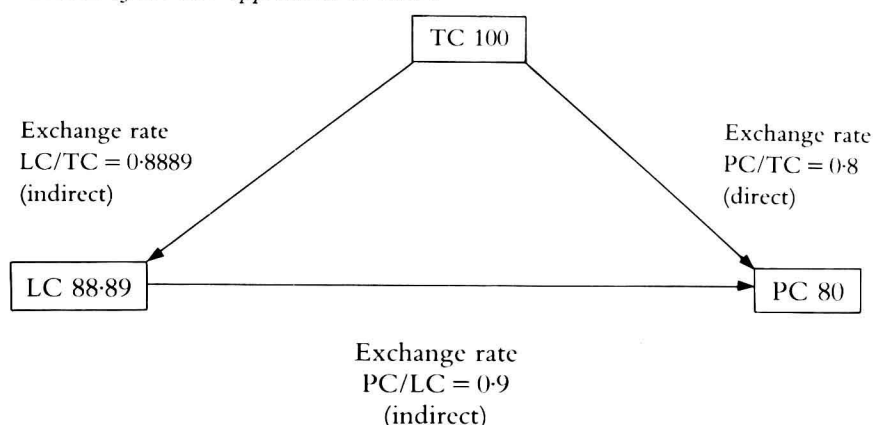 TC 100
Exchange rate
LC/TC = 0·8889
(indirect)
Exchange rate
PC/TC = 0·8
(direct)
LC 88·89
PC 80
Exchange rate
PC/LC = 0·9
(indirect)